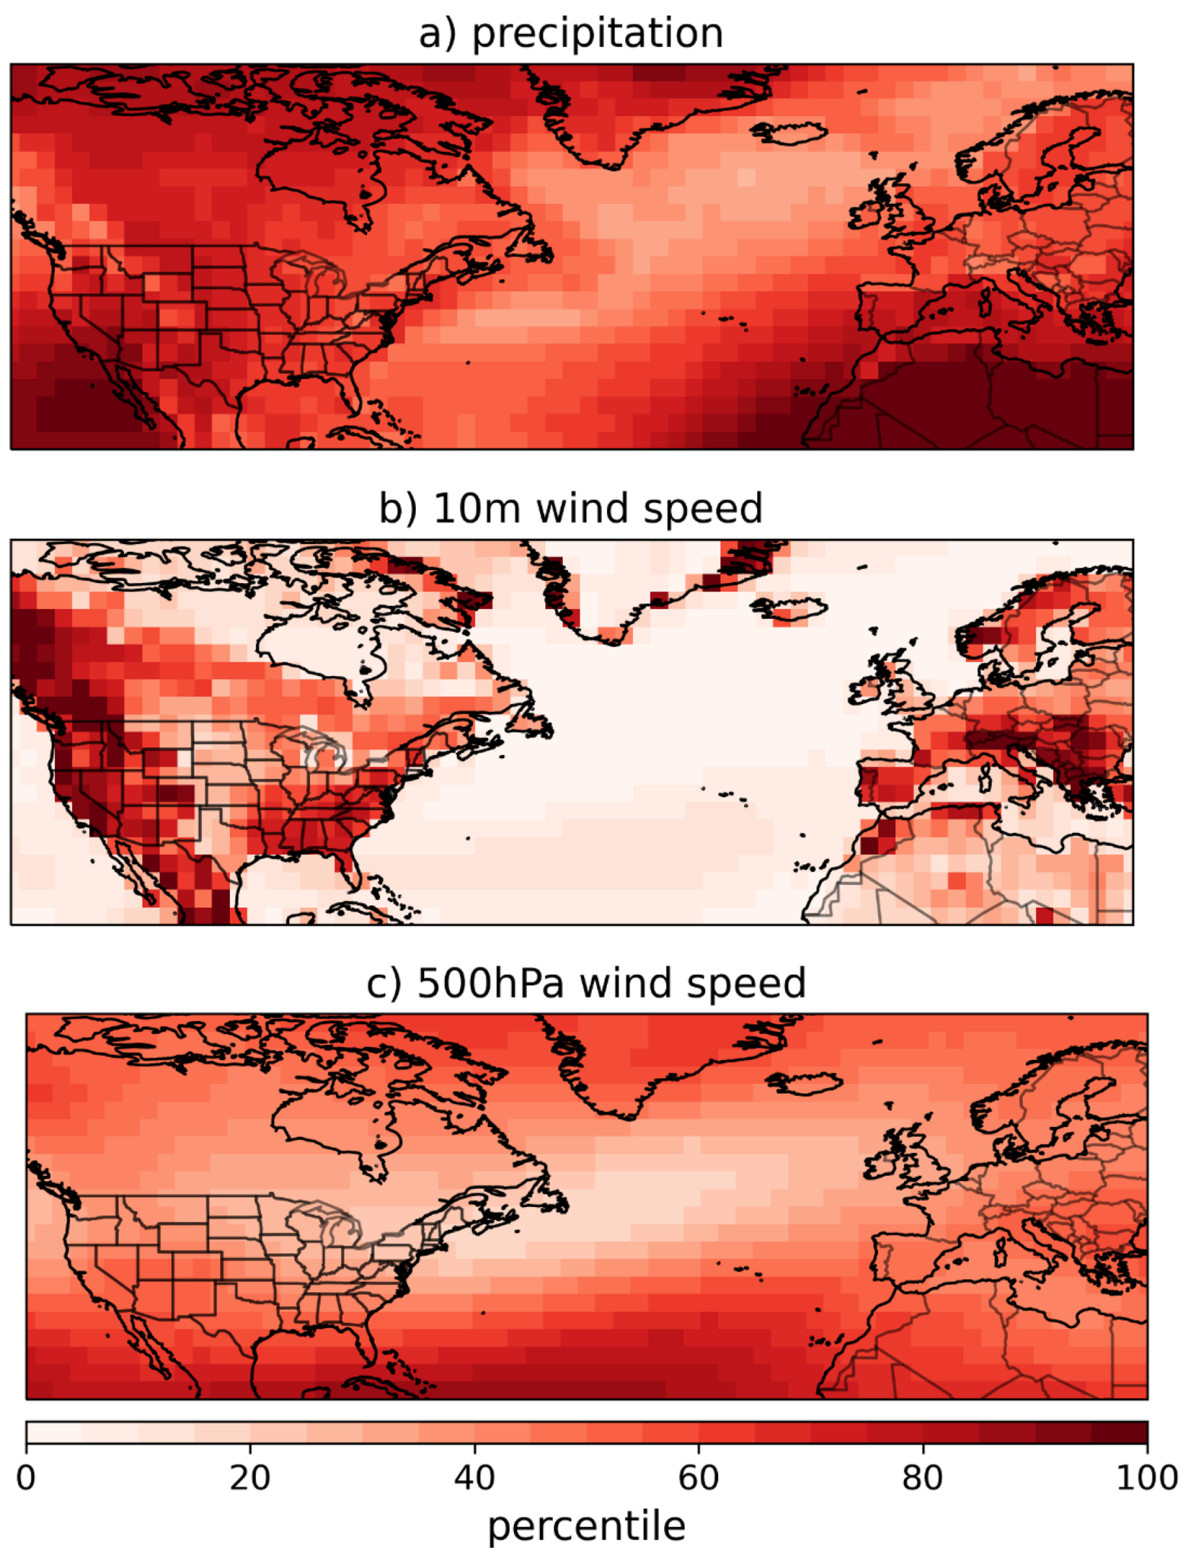 a) precipitation
b) 10m wind speed
c) 500hPa wind speed
0 20 40 60 80 100
percentile